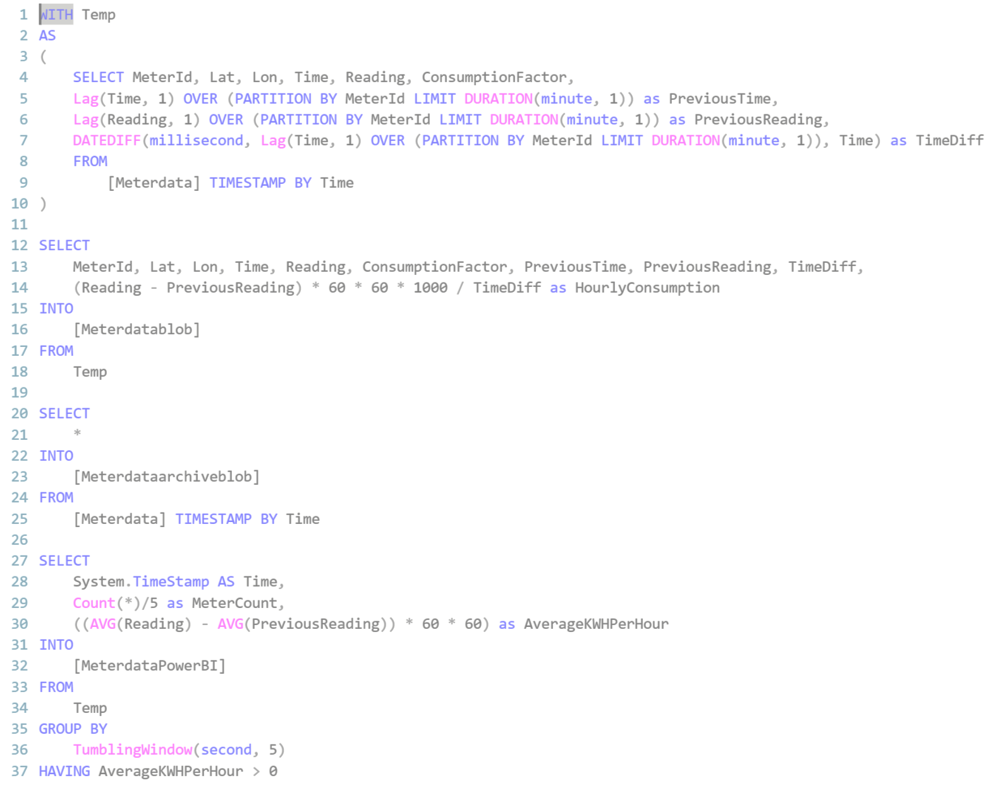 1 WITH Temp
2 AS
3 (
4 SELECT MeterId, Lat, Lon, Time, Reading, ConsumptionFactor,
5 Lag(Time, 1) OVER (PARTITION BY MeterId LIMIT DURATION(minute, 1)) as PreviousTime,
6 Lag(Reading, 1) OVER (PARTITION BY MeterId LIMIT DURATION(minute, 1)) as PreviousReading,
7 DATEDIFF(millisecond, Lag(Time, 1) OVER (PARTITION BY MeterId LIMIT DURATION(minute, 1)), Time) as TimeDiff
8 FROM
9 [Meterdata] TIMESTAMP BY Time
10 )
11
12 SELECT
13 MeterId, Lat, Lon, Time, Reading, ConsumptionFactor, PreviousTime, PreviousReading, TimeDiff,
14 (Reading - PreviousReading) * 60 * 60 * 1000 / TimeDiff as HourlyConsumption
15 INTO
16 [Meterdatablob]
17 FROM
18 Temp
19
20 SELECT
21 *
22 INTO
23 [Meterdataarchiveblob]
24 FROM
25 [Meterdata] TIMESTAMP BY Time
26
27 SELECT
28 System.TimeStamp AS Time,
29 Count(*)/5 as MeterCount,
30 ((AVG(Reading) - AVG(PreviousReading)) * 60 * 60) as AverageKWHPerHour
31 INTO
32 [MeterdataPowerBI]
33 FROM
34 Temp
35 GROUP BY
36 TumblingWindow(second, 5)
37 HAVING AverageKWHPerHour > 0